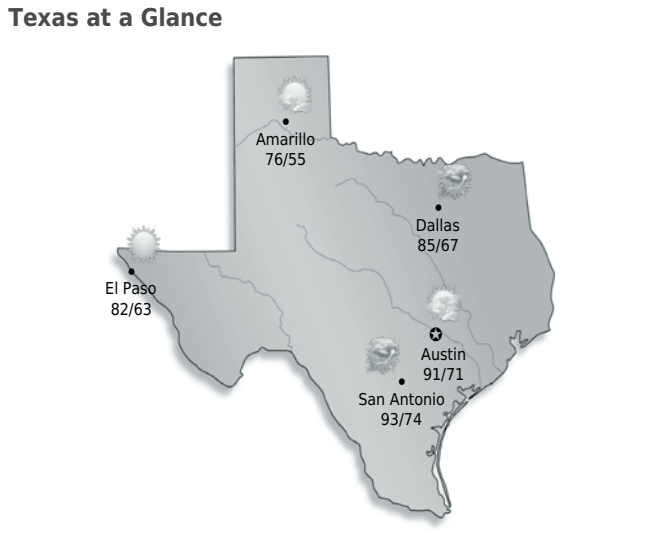 Texas at a Glance
Amarillo
76/55
Dallas
85/67
El Paso
82/63
Austin
91/71
San Antonio
93/74